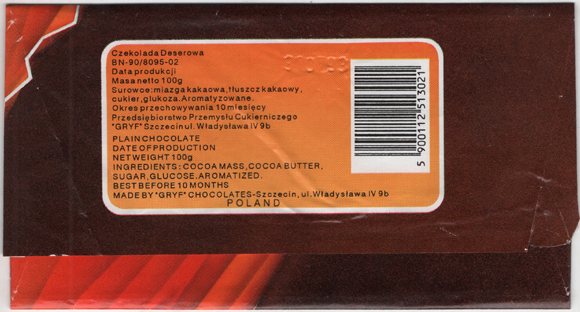 Czekolada Deserowa
BN-90/8095-02
Data produkcji
Masa netto 100g
Surowce: miazga kakaowa, tłuszcz kakaowy,
cukier, glukoza. Aromatyzowane.
Okres przechowywania 10 miesięcy
Przedsiębiorstwo Przemysłu Cukierniczego
"GRYF" Szczecin ul. Władysława IV 9b
PLAIN CHOCOLATE
DATE OF PRODUCTION
NET WEIGHT 100g
INGREDIENTS: COCOA MASS, COCOA BUTTER,
SUGAR, GLUCOSE. AROMATIZED.
BEST BEFORE 10 MONTHS
MADE BY "GRYF" CHOCOLATES-Szczecin, ul. Władysława IV 9b
POLAND
5 900112 513021